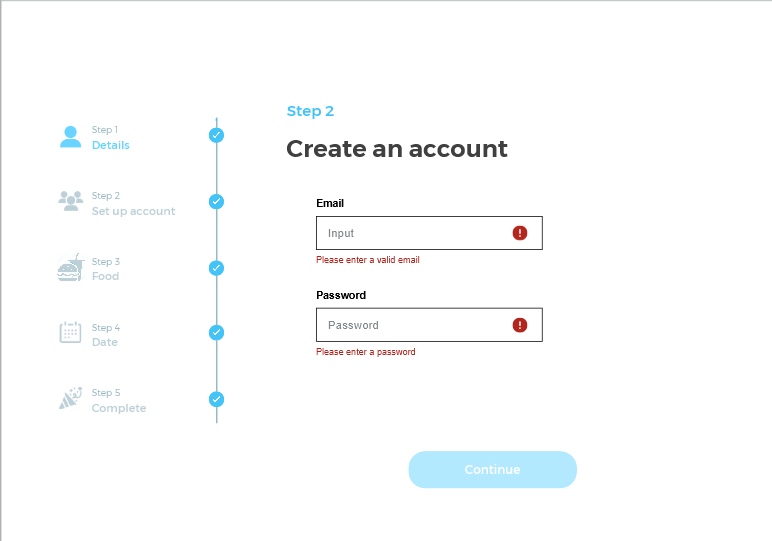 Step 1
Details
Step 2
Set up account
Step 3
Food
Step 4
Date
Step 5
Complete
Step 2
Create an account
Email
Input
Please enter a valid email
Password
Password
Please enter a password
Continue